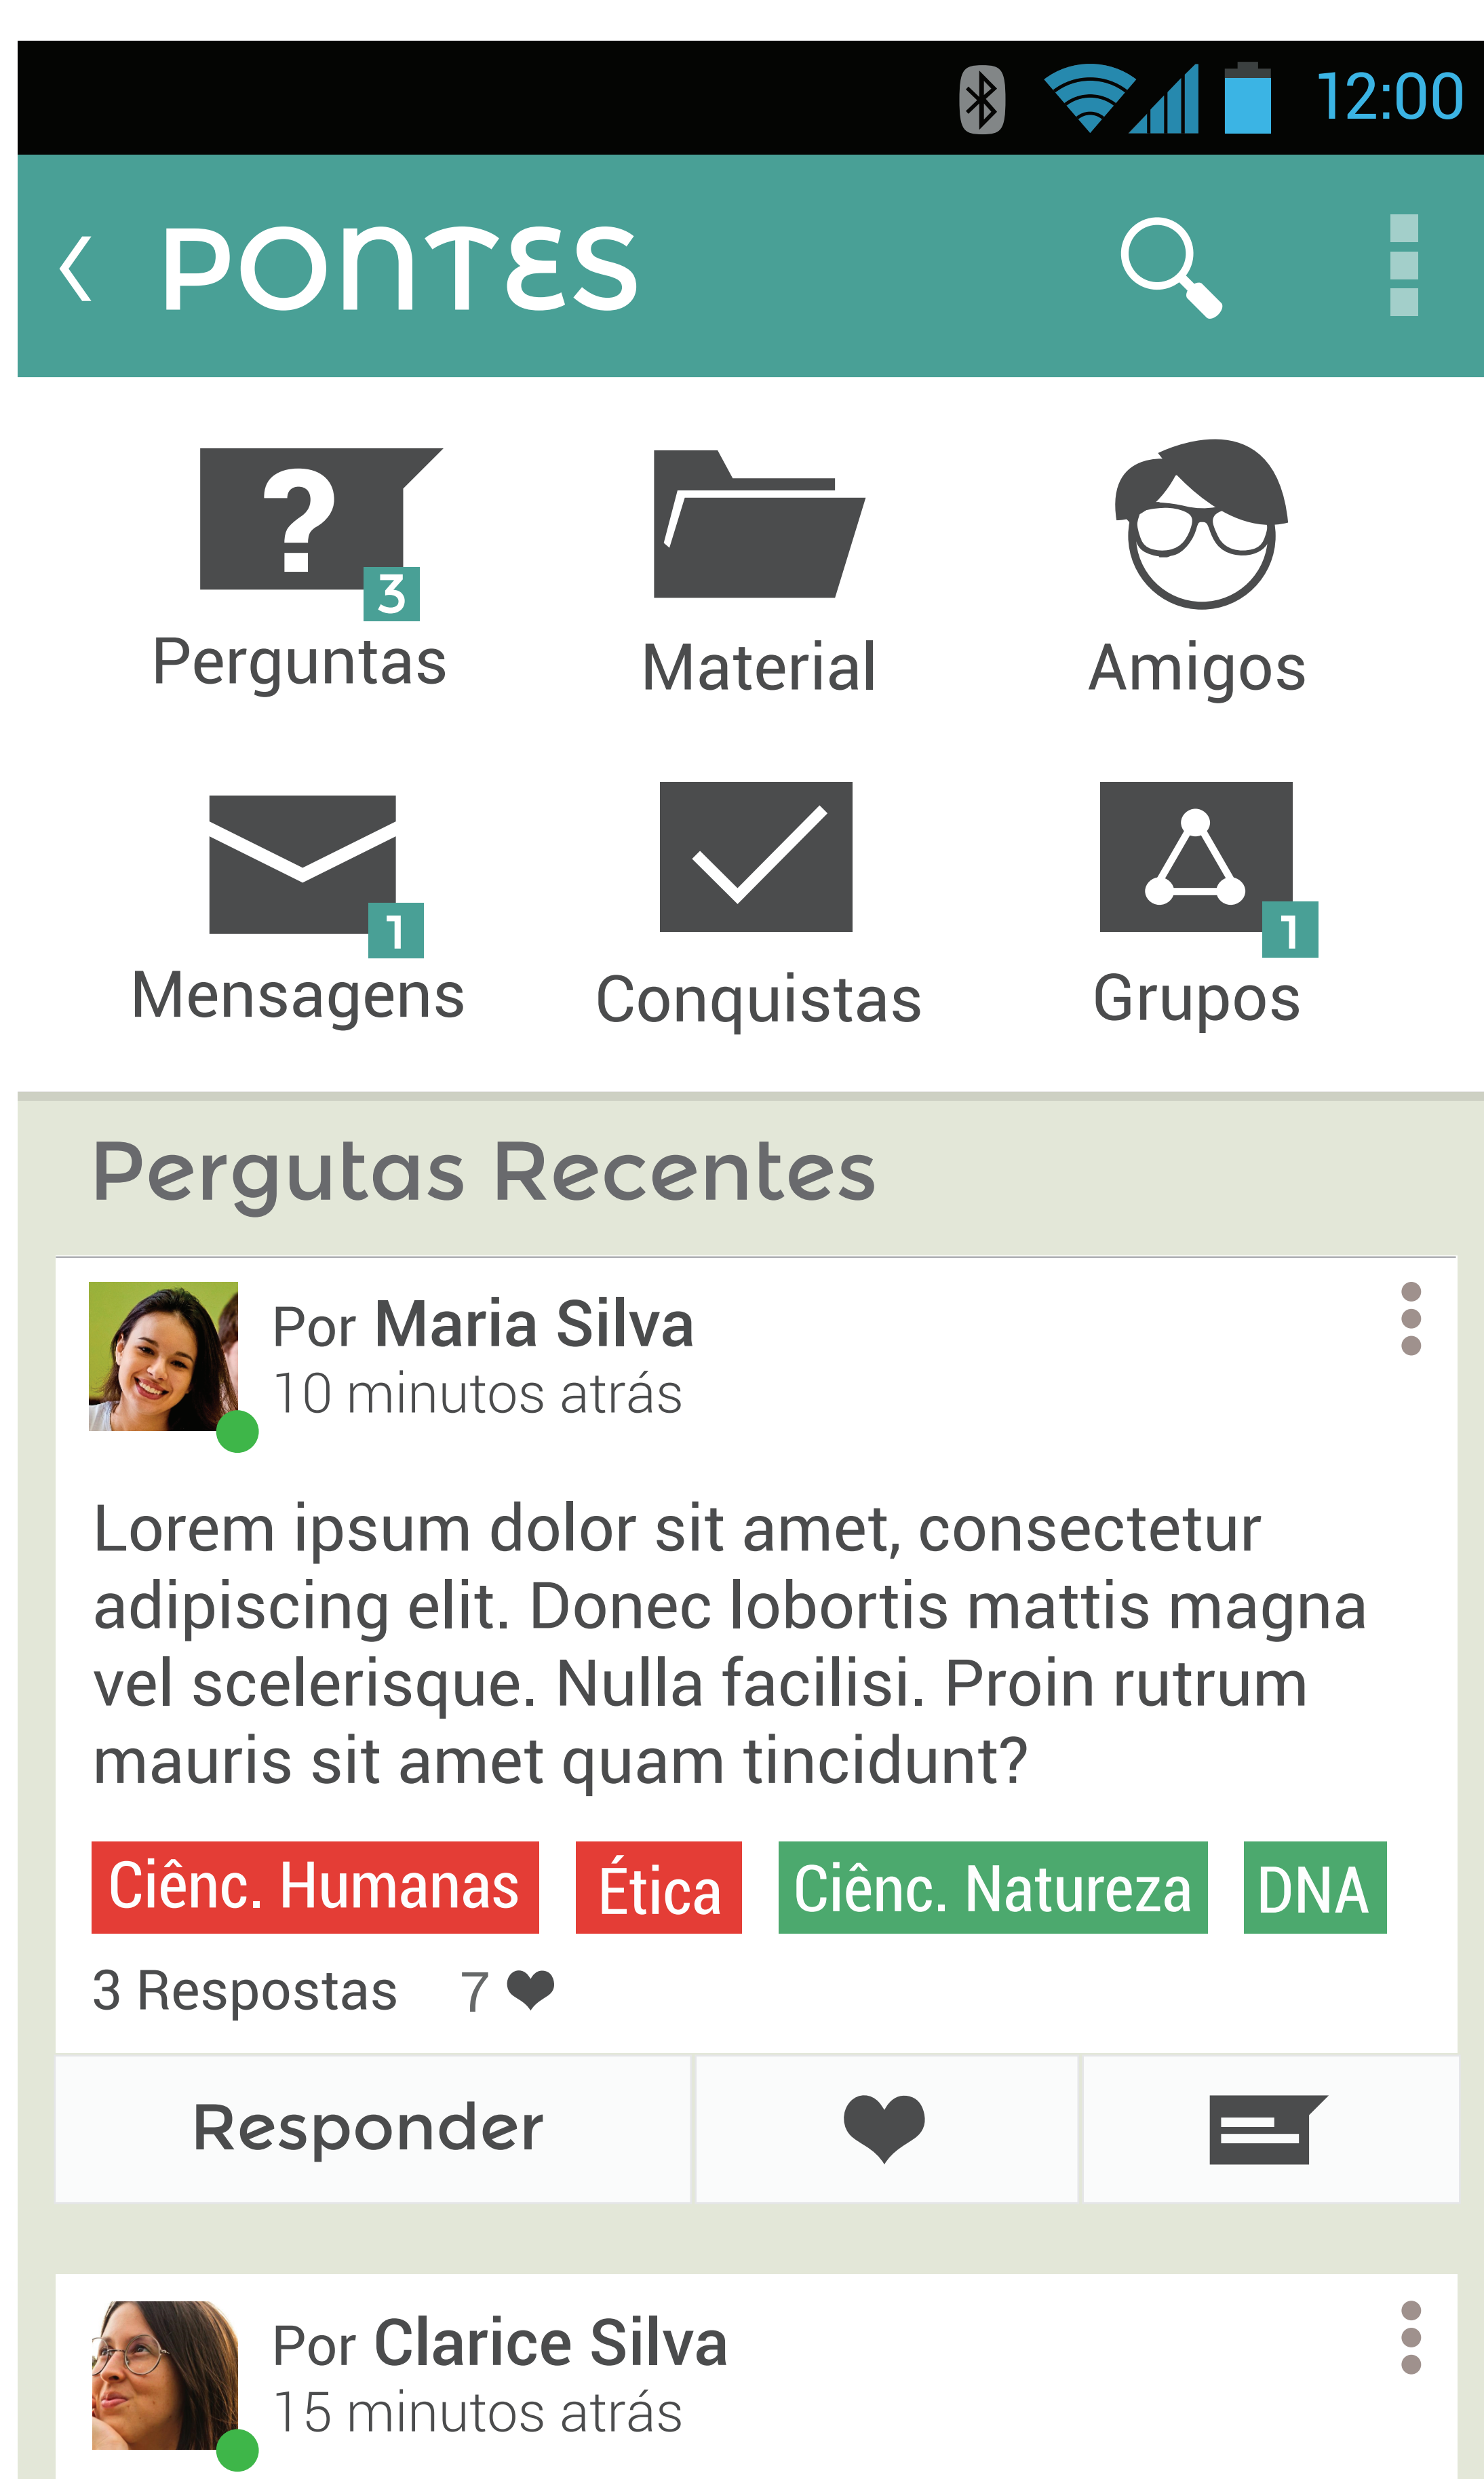 12:00
PONTES
?
3
Perguntas
Material
Amigos
1
Mensagens
Conquistas
1
Grupos
Pergutas Recentes
Por Maria Silva
10 minutos atrás
Lorem ipsum dolor sit amet, consectetur
adipiscing elit. Donec lobortis mattis magna
vel scelerisque. Nulla facilisi. Proin rutrum
mauris sit amet quam tincidunt?
Ciênc. Humanas Ética Ciênc. Natureza DNA
3 Respostas 7
Responder
Por Clarice Silva
15 minutos atrás